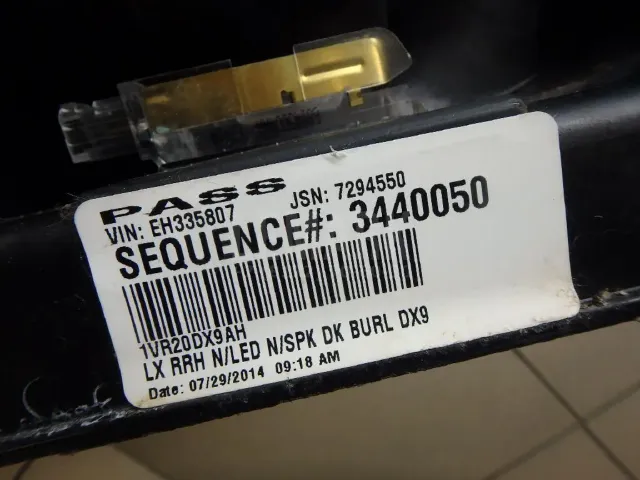 PASS
VIN: EH335807 JSN: 7294550
SEQUENCE#: 3440050
1VR20DX9AH
LX RRH N/LED N/SPK DK BURL DX9
Date: 07/29/2014 09:18 AM